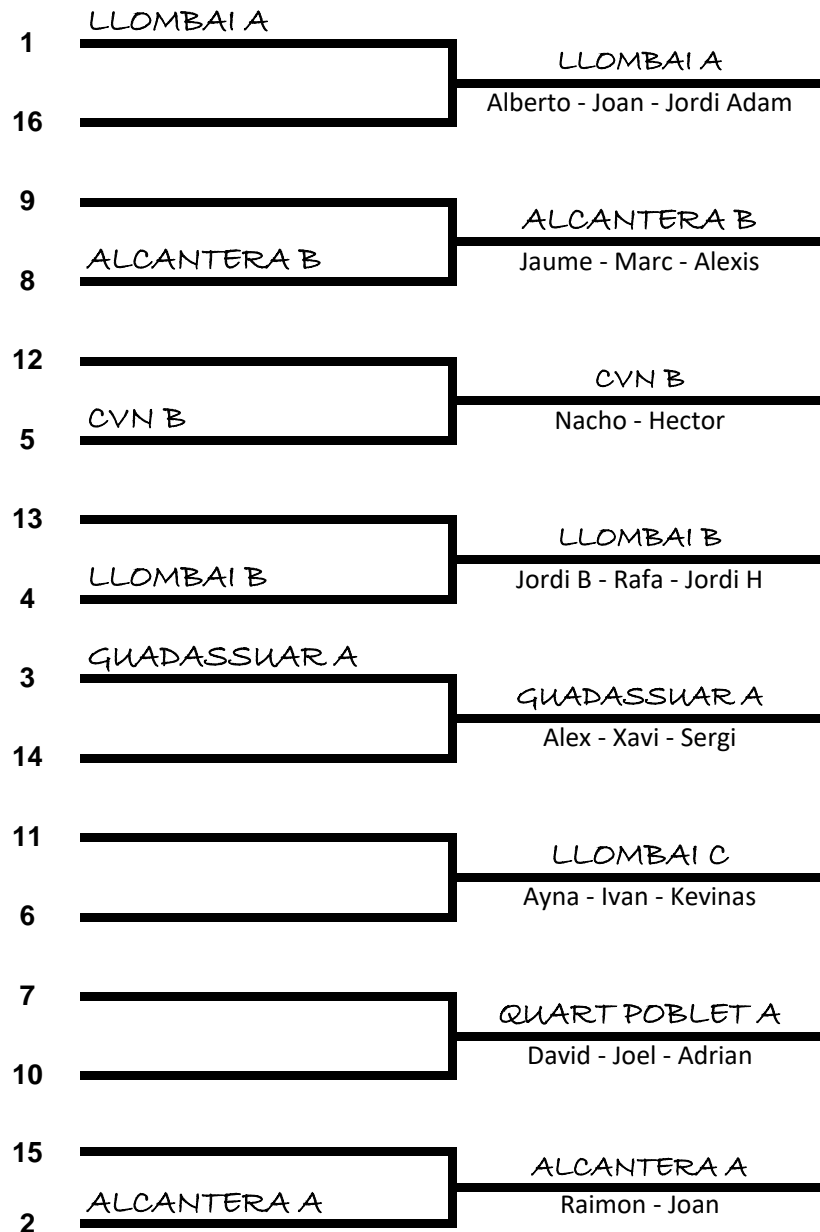 LLOMBAI A
1
LLOMBAI A
Alberto - Joan - Jordi Adam
16
9
ALCANTERA B
ALCANTERA B
Jaume - Marc - Alexis
8
12
CVN B
CVN B
Nacho - Hector
5
13
LLOMBAI B
LLOMBAI B
Jordi B - Rafa - Jordi H
4
GUADASSUAR A
3
GUADASSUAR A
Alex - Xavi - Sergi
14
11
LLOMBAI C
Ayna - Ivan - Kevinas
6
7
QUART POBLET A
David - Joel - Adrian
10
15
ALCANTERA A
ALCANTERA A
Raimon - Joan
2